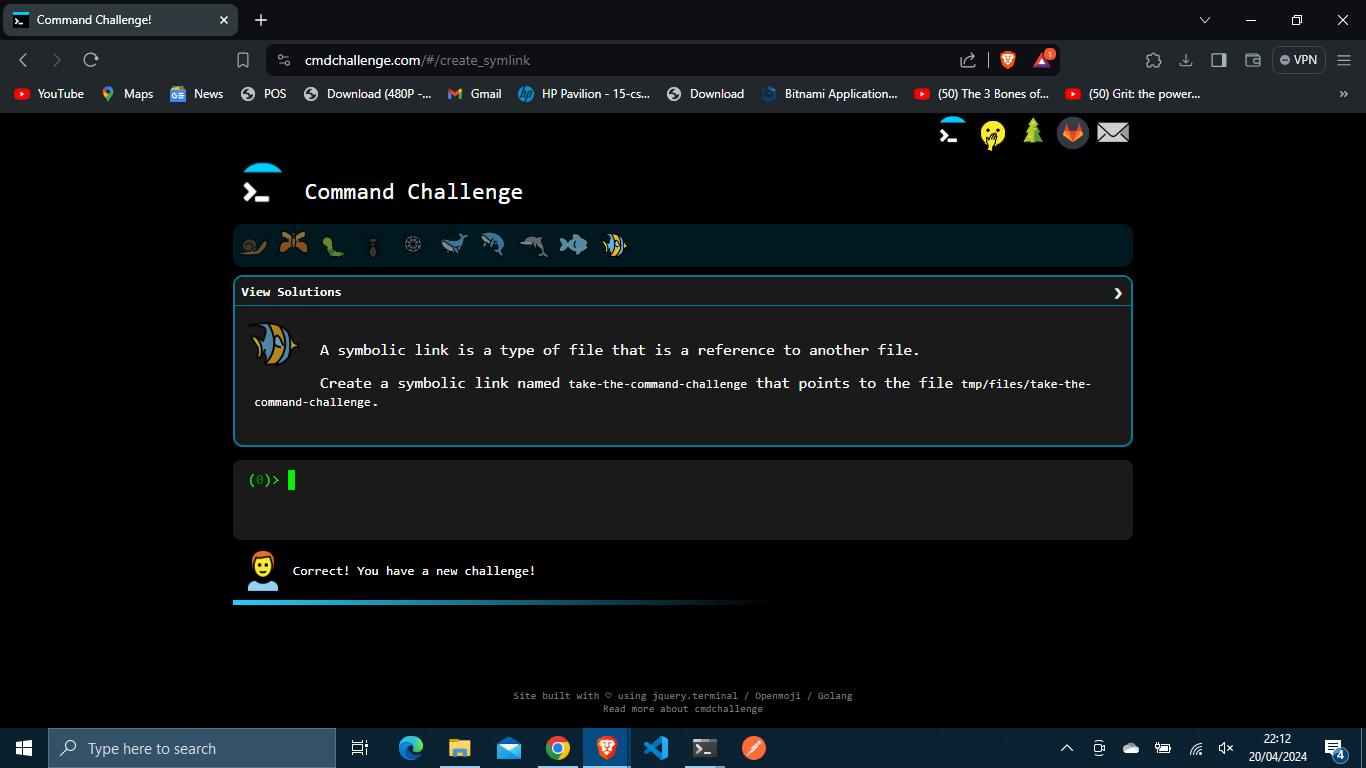 Command Challenge!
cmdchallenge.com/#/create_symlink
1
VPN
YouTube Maps News POS Download (480P -... Gmail HP Pavilion - 15-cs... Download Bitnami Application... (50) The 3 Bones of... (50) Grit: the power... »
Command Challenge
View Solutions
A symbolic link is a type of file that is a reference to another file.
Create a symbolic link named take-the-command-challenge that points to the file tmp/files/take-the-
command-challenge.
(0)>
Correct! You have a new challenge!
Site built with ♡ using jquery.terminal / Openmoji / Golang
Read more about cmdchallenge
Type here to search
22:12
20/04/2024
4